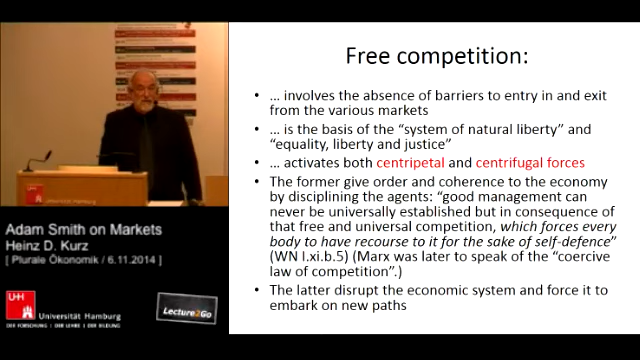 Free competition:
• … involves the absence of barriers to entry in and exit
from the various markets
• … is the basis of the “system of natural liberty” and
“equality, liberty and justice”
• … activates both centripetal and centrifugal forces
• The former give order and coherence to the economy
by disciplining the agents: “good management can
never be universally established but in consequence of
that free and universal competition, which forces every
body to have recourse to it for the sake of self-defence”
(WN I.xi.b.5) (Marx was later to speak of the “coercive
law of competition”.)
• The latter disrupt the economic system and force it to
embark on new paths
Universität Hamburg
Adam Smith on Markets
Heinz D. Kurz
[ Plurale Ökonomik / 6.11.2014 ]
UH
Universität Hamburg
DER FORSCHUNG | DER LEHRE | DER BILDUNG
Lecture2Go